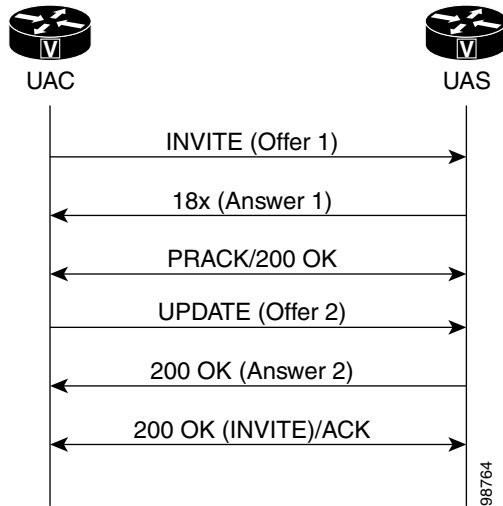 V
V
UAC
UAS
INVITE (Offer 1)
18x (Answer 1)
PRACK/200 OK
UPDATE (Offer 2)
200 OK (Answer 2)
200 OK (INVITE)/ACK
98764